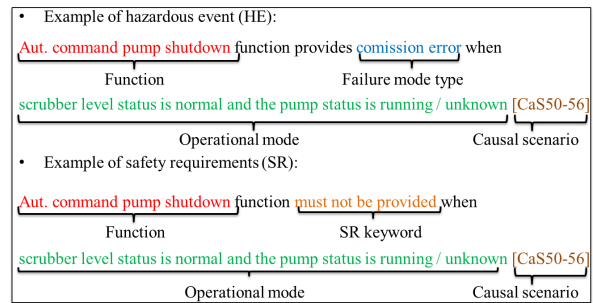 • Example of hazardous event (HE):
Aut. command pump shutdown function provides comission error when
Function Failure mode type
scrubber level status is normal and the pump status is running / unknown [CaS50-56]
Operational mode Causal scenario
• Example of safety requirements (SR):
Aut. command pump shutdown function must not be provided when
Function SR keyword
scrubber level status is normal and the pump status is running / unknown [CaS50-56]
Operational mode Causal scenario